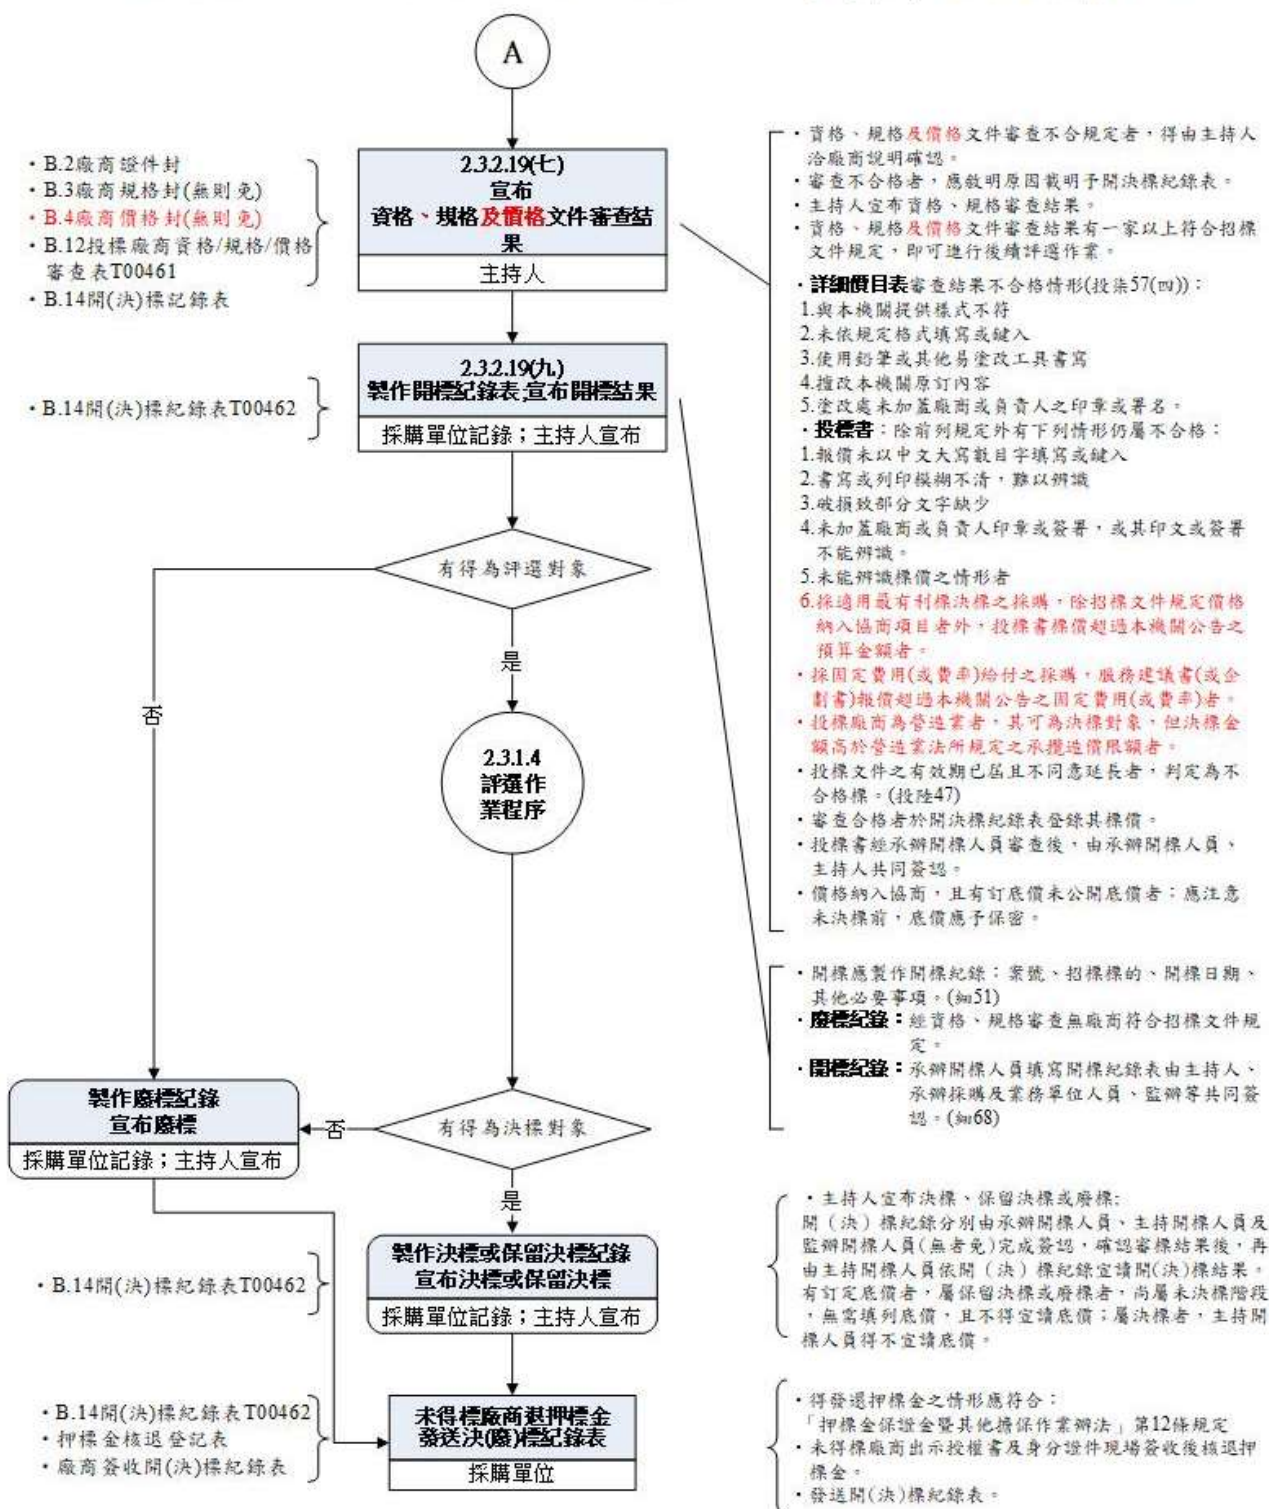 A
・B.2廠商證件封
・B.3廠商規格封(無則免)
・B.4廠商價格封(無則免)
・B.12投標廠商資格/規格/價格
審查表T00461
・B.14開(決)標記錄表
2.3.2.19(七)
宣布
資格、規格及價格文件審查結
果
主持人
・資格、規格及價格文件審查不合規定者，得由主持人
洽廠商說明確認。
・審查不合格者，應敘明原因載明予開決標紀錄表。
・主持人宣布資格、規格審查結果。
・資格、規格及價格文件審查結果有一家以上符合招標
文件規定，即可進行後續評選作業。
・詳細價目表審查結果不合格情形(投柒57(四))：
1.與本機關提供樣式不符
2.未依規定格式填寫或鍵入
3.使用鉛筆或其他易塗改工具書寫
4.擅改本機關原訂內容
5.塗改處未加蓋廠商或負責人之印章或署名。
・投標書：除前列規定外有下列情形仍屬不合格：
1.報價未以中文大寫數目字填寫或鍵入
2.書寫或列印模糊不清，難以辨識
3.破損致部分文字缺少
4.未加蓋廠商或負責人印章或簽署，或其印文或簽署
不能辨識。
5.未能辨識標價之情形者
6.採適用最有利標決標之採購，除招標文件規定價格
納入協商項目者外，投標書標價超過本機關公告之
預算金額者。
・採固定費用(或費率)給付之採購，服務建議書(或企
劃書)報價超過本機關公告之固定費用(或費率)者。
・投標廠商為營造業者，其可為決標對象，但決標金
額高於營造業法所規定之承攬造價限額者。
・投標文件之有效期已屆且不同意延長者，判定為不
合格標。(投陸47)
・審查合格者於開決標紀錄表登錄其標價。
・投標書經承辦開標人員審查後，由承辦開標人員、
主持人共同簽認。
・價格納入協商，且有訂底價未公開底價者：應注意
未決標前，底價應予保密。
・B.14開(決)標紀錄表T00462
2.3.2.19(九)
製作開標紀錄表;宣布開標結果
採購單位記錄；主持人宣布
・開標應製作開標紀錄：案號、招標標的、開標日期、
其他必要事項。(細51)
・廢標紀錄：經資格、規格審查無廠商符合招標文件規
定。
・開標紀錄：承辦開標人員填寫開標紀錄表由主持人、
承辦採購及業務單位人員、監辦等共同簽
認。(細68)
有得為評選對象
是
否
2.3.1.4
評選作
業程序
有得為決標對象
否
是
製作廢標紀錄
宣布廢標
採購單位記錄；主持人宣布
・B.14開(決)標紀錄表T00462
製作決標或保留決標紀錄
宣布決標或保留決標
採購單位記錄；主持人宣布
・主持人宣布決標、保留決標或廢標:
開（決）標紀錄分別由承辦開標人員、主持開標人員及
監辦開標人員(無者免)完成簽認，確認審標結果後，再
由主持開標人員依開（決）標紀錄宣讀開(決)標結果。
有訂定底價者，屬保留決標或廢標者，尚屬未決標階段
，無需填列底價，且不得宣讀底價；屬決標者，主持開
標人員得不宣讀底價。
・B.14開(決)標紀錄表T00462
・押標金核退登記表
・廠商簽收開(決)標紀錄表
未得標廠商退押標金
發送決(廢)標紀錄表
採購單位
・得發還押標金之情形應符合：
「押標金保證金暨其他擔保作業辦法」第12條規定
・未得標廠商出示授權書及身分證件現場簽收後核退押
標金。
・發送開(決)標紀錄表。